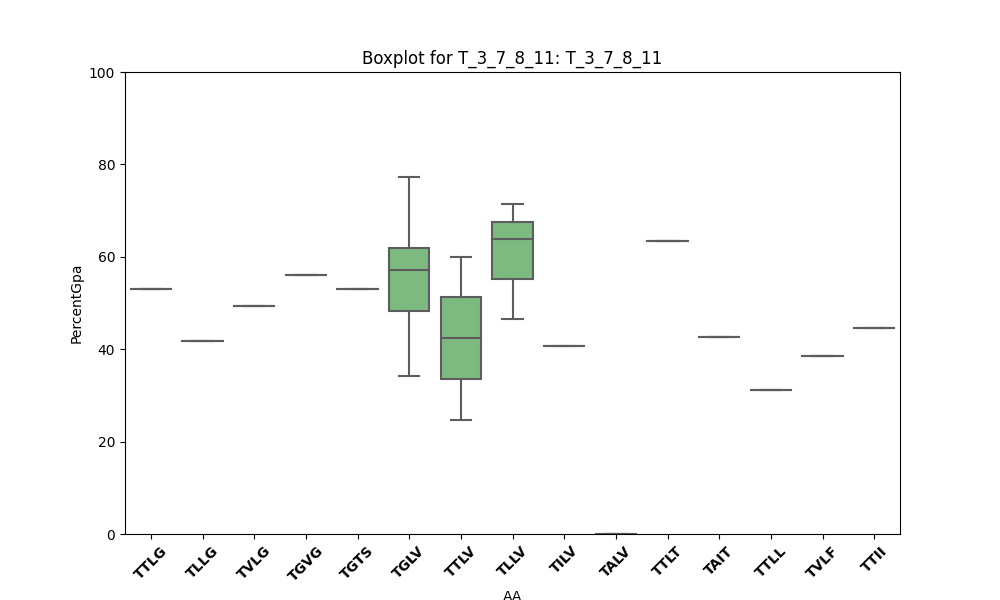 Boxplot for T_3_7_8_11: T_3_7_8_11
100
80
60
40
20
0
PercentGpa
TTLG
TLLG
TVLG
TGVG
TGTS
TGLV
TTLV
TLLV
TILV
TALV
TTLT
TAIT
TTLL
TVLF
TTII
AA